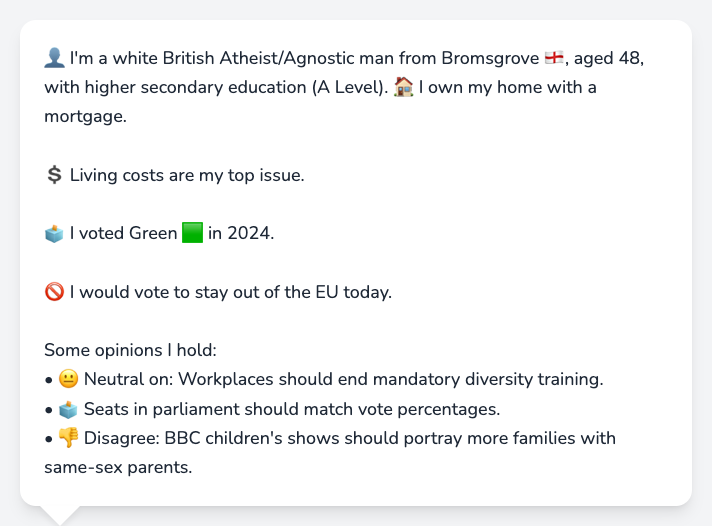 👤 I'm a white British Atheist/Agnostic man from Bromsgrove 🏴󠁧󠁢󠁥󠁮󠁧󠁿, aged 48,
with higher secondary education (A Level). 🏠 I own my home with a
mortgage.
💲 Living costs are my top issue.
🗳️ I voted Green 🟩 in 2024.
🚫 I would vote to stay out of the EU today.
Some opinions I hold:
• 😐 Neutral on: Workplaces should end mandatory diversity training.
• 🗳️ Seats in parliament should match vote percentages.
• 👎 Disagree: BBC children's shows should portray more families with
same-sex parents.